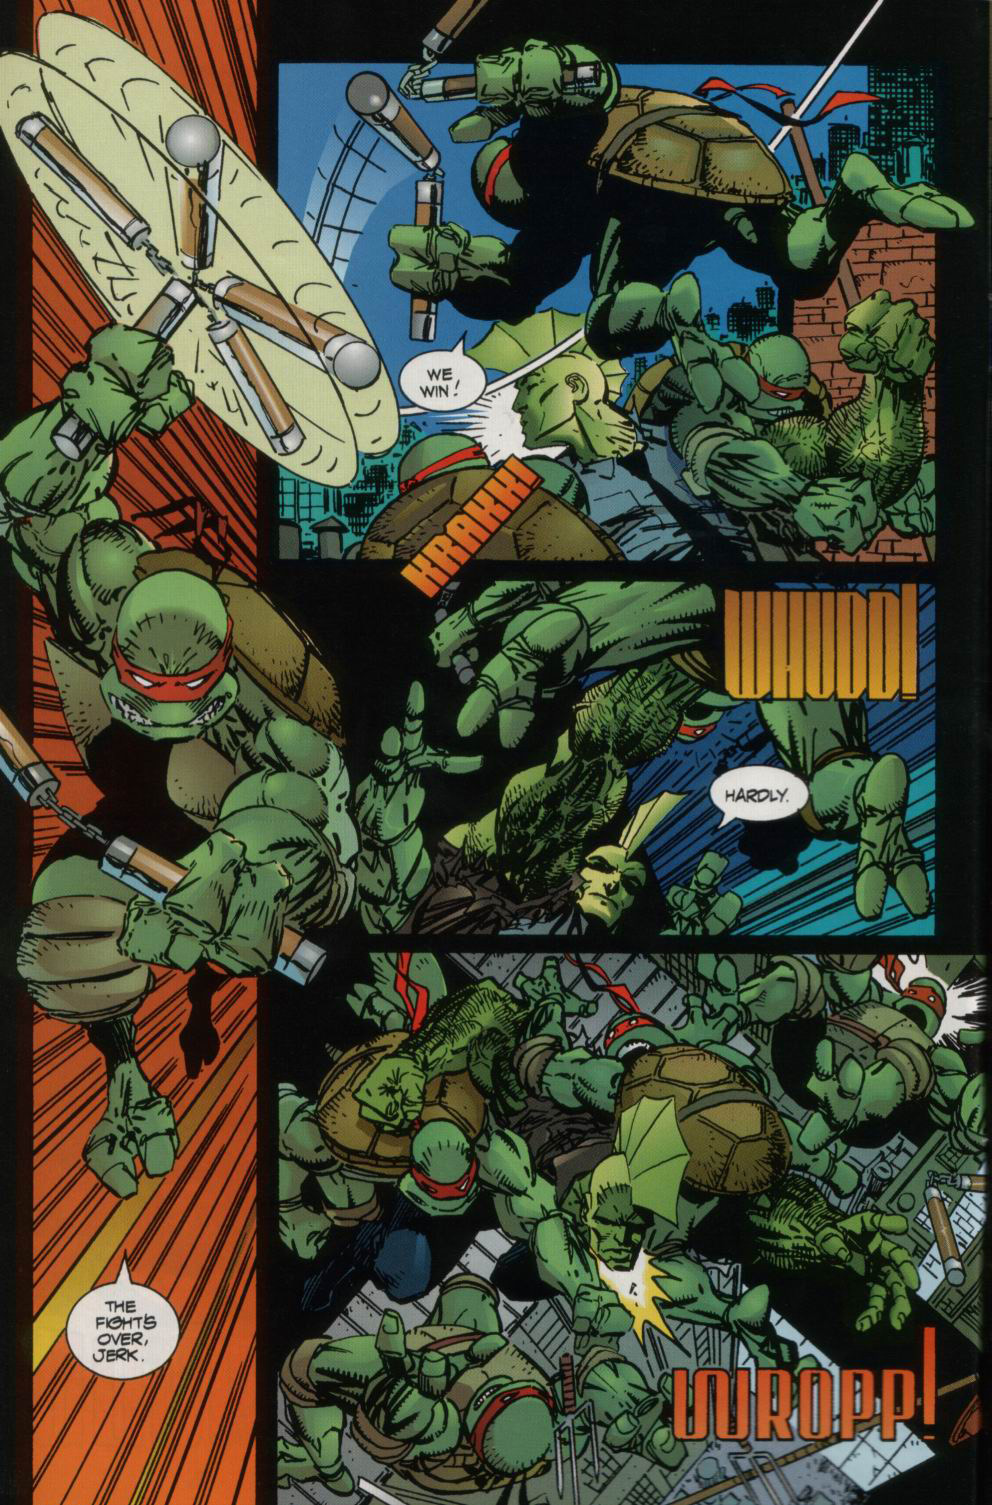 THE
FIGHT'S
OVER,
JERK.
WE
WIN!
KRAKK!
WHUDD!
HARDLY.
WROPP!